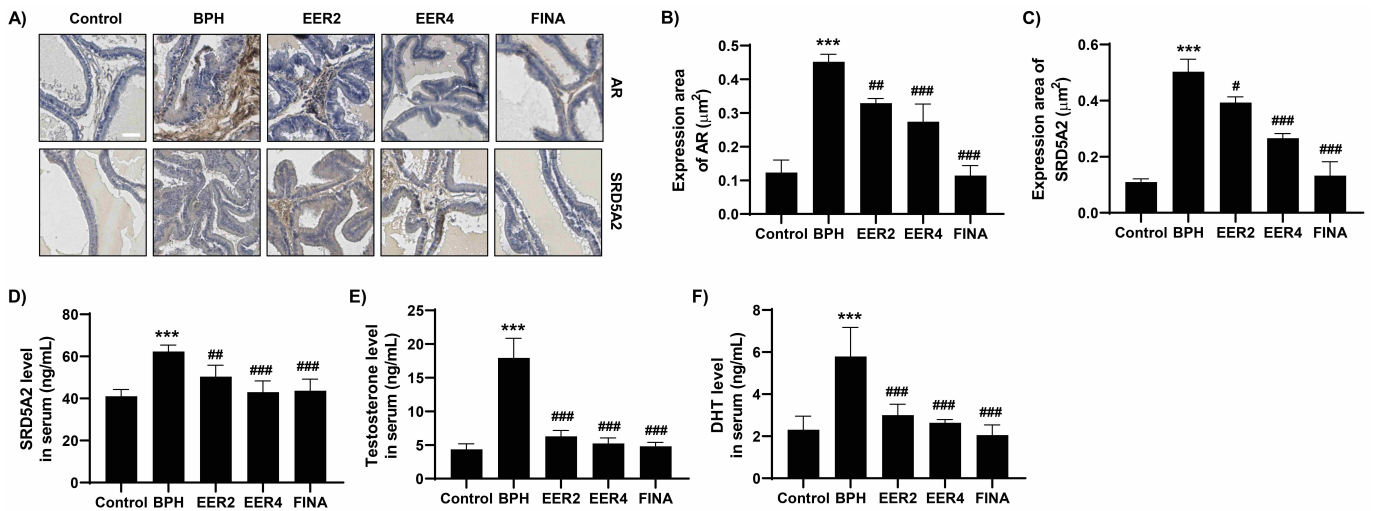 A)
Control BPH EER2 EER4 FINA
AR
SRD5A2
B)
Expression area
of AR (μm²)
0.5
0.4
0.3
0.2
0.1
0.0
***
##
###
###
Control BPH EER2 EER4 FINA
C)
Expression area of
SRD5A2 (μm²)
0.6
0.4
0.2
0.0
***
#
###
###
Control BPH EER2 EER4 FINA
D)
SRD5A2 level
in serum (ng/mL)
80
60
40
20
0
***
##
###
###
Control BPH EER2 EER4 FINA
E)
Testosterone level
in serum (ng/mL)
25
20
15
10
5
0
***
###
###
###
Control BPH EER2 EER4 FINA
F)
DHT level
in serum (ng/mL)
8
6
4
2
0
***
###
###
###
Control BPH EER2 EER4 FINA